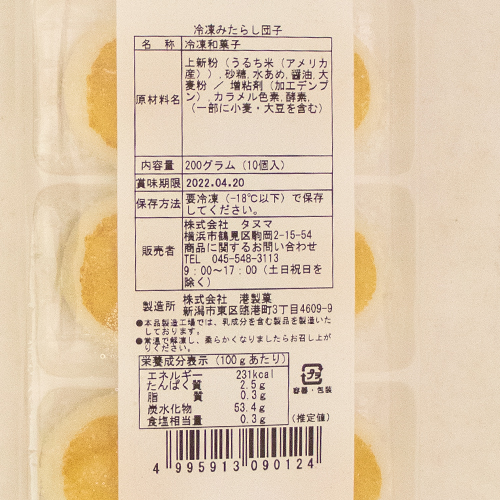 冷凍みたらし団子
名 称 冷凍和菓子
原材料名 上新粉（うるち米（アメリカ
産））,砂糖,水あめ,醤油,大
麦粉 ／ 増粘剤（加工デンプ
ン）,カラメル色素,酵素,
（一部に小麦・大豆を含む）
内容量 200グラム（10個入）
賞味期限 2022.04.20
保存方法 要冷凍（-18℃以下）で保存
してください。
販売者 株式会社 タヌマ
横浜市鶴見区駒岡2-15-54
商品に関するお問い合わせ
TEL 045-548-3113
9：00〜17：00（土日祝日を
除く）
製造所 株式会社 港製菓
新潟市東区臨港町3丁目4609-9
●本品製造工場では、乳成分を含む製品を製造いた
しております。
●常温で解凍し、柔らかくなりましたらお召し上が
りください。
栄養成分表示（100gあたり）
エネルギー 231kcal
たんぱく質 2.5g
脂 質 0.3g
炭水化物 53.4g
食塩相当量 0.3g （推定値）
プラ
容器・包装
4 995913 090124